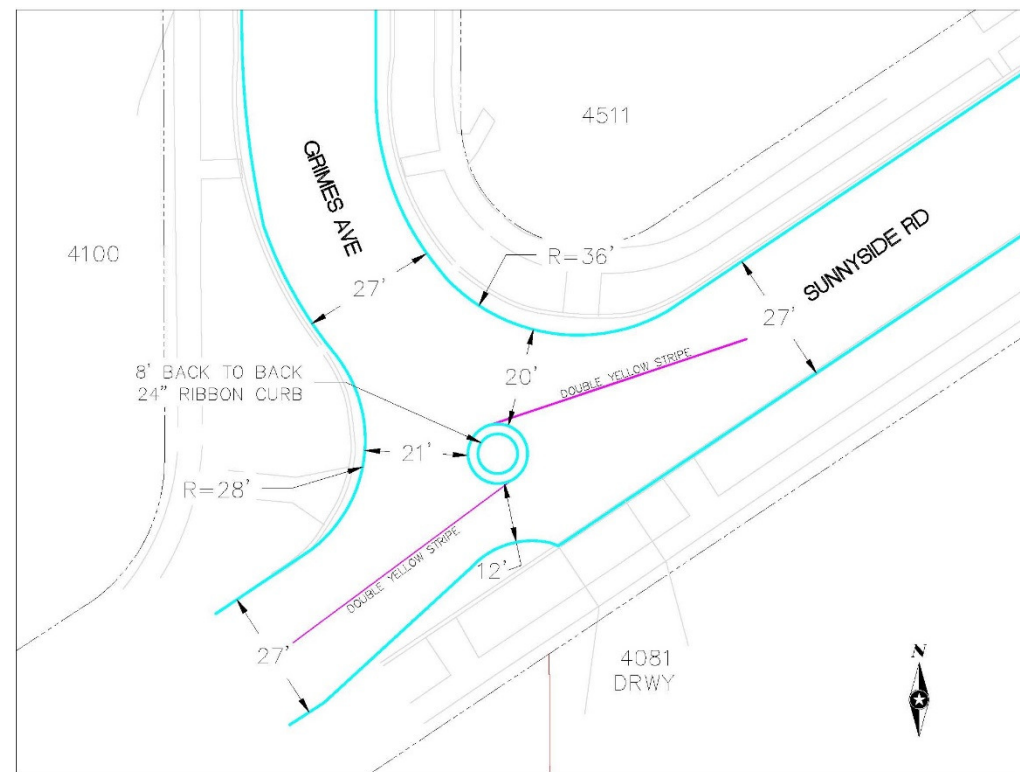 4511
GRIMES AVE
4100
R=36'
SUNNYSIDE RD
27'
27'
8' BACK TO BACK
24" RIBBON CURB
20'
DOUBLE YELLOW STRIPE
21'
R=28'
DOUBLE YELLOW STRIPE
12'
27'
4081
DRWY
N